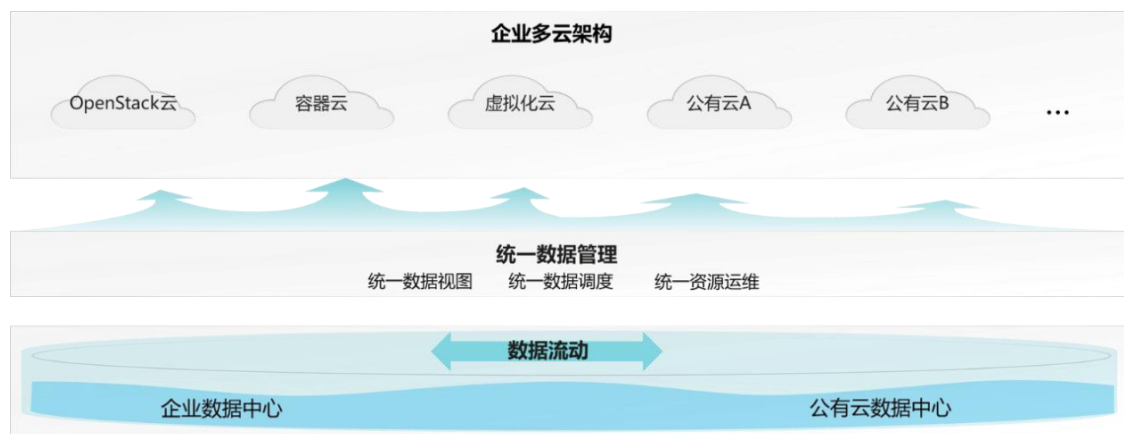 企业多云架构
OpenStack云 容器云 虚拟化云 公有云A 公有云B ...
统一数据管理
统一数据视图 统一数据调度 统一资源运维
数据流动
企业数据中心 公有云数据中心